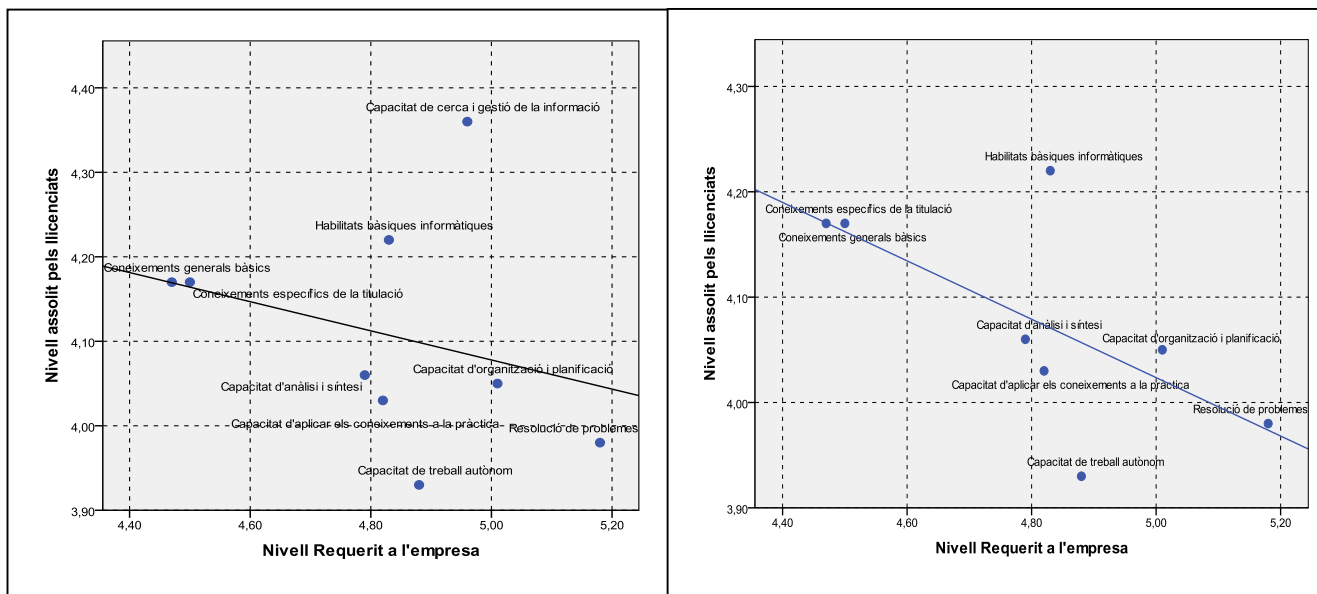 4,40
Capacitat de cerca i gestió de la informació
4,30
Habilitats bàsiques informàtiques
4,20
Coneixements generals bàsics
Coneixements específics de la titulació
4,10
Capacitat d'organització i planificació
Capacitat d'anàlisi i síntesi
4,00
Capacitat d'aplicar els coneixements a la pràctica
Resolució de problemes
Capacitat de treball autònom
3,90
4,40 4,60 4,80 5,00 5,20
Nivell Requerit a l'empresa
Nivell assolit pels llicenciats
4,30
Habilitats bàsiques informàtiques
4,20
Coneixements específics de la titulació
Coneixements generals bàsics
4,10
Capacitat d'anàlisi i síntesi
Capacitat d'organització i planificació
Capacitat d'aplicar els coneixements a la pràctica
4,00
Resolució de problemes
Capacitat de treball autònom
3,90
4,40 4,60 4,80 5,00 5,20
Nivell Requerit a l'empresa
Nivell assolit pels llicenciats